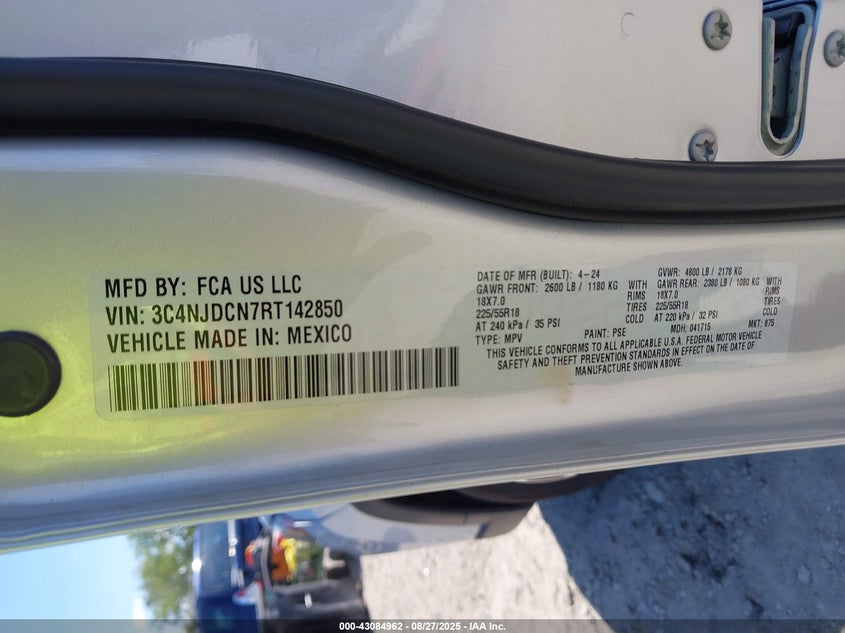 MFD BY: FCA US LLC
VIN: 3C4NJDCN7RT142850
VEHICLE MADE IN: MEXICO
DATE OF MFR (BUILT): 4-24
GAWR FRONT: 2600 LB / 1180 KG WITH
18X7.0 RIMS
225/55R18 TIRES
AT 240 kPa / 35 PSI COLD
TYPE: MPV
GVWR: 4800 LB / 2178 KG
GAWR REAR: 2380 LB / 1080 KG WITH
18X7.0 RIMS
225/55R18 TIRES
AT 220 kPa / 32 PSI COLD
PAINT: PSE MDH: 041715 MKT: 875
THIS VEHICLE CONFORMS TO ALL APPLICABLE U.S.A. FEDERAL MOTOR VEHICLE
SAFETY AND THEFT PREVENTION STANDARDS IN EFFECT ON THE DATE OF
MANUFACTURE SHOWN ABOVE.
000-43084962 - 08/27/2025 - IAA Inc.